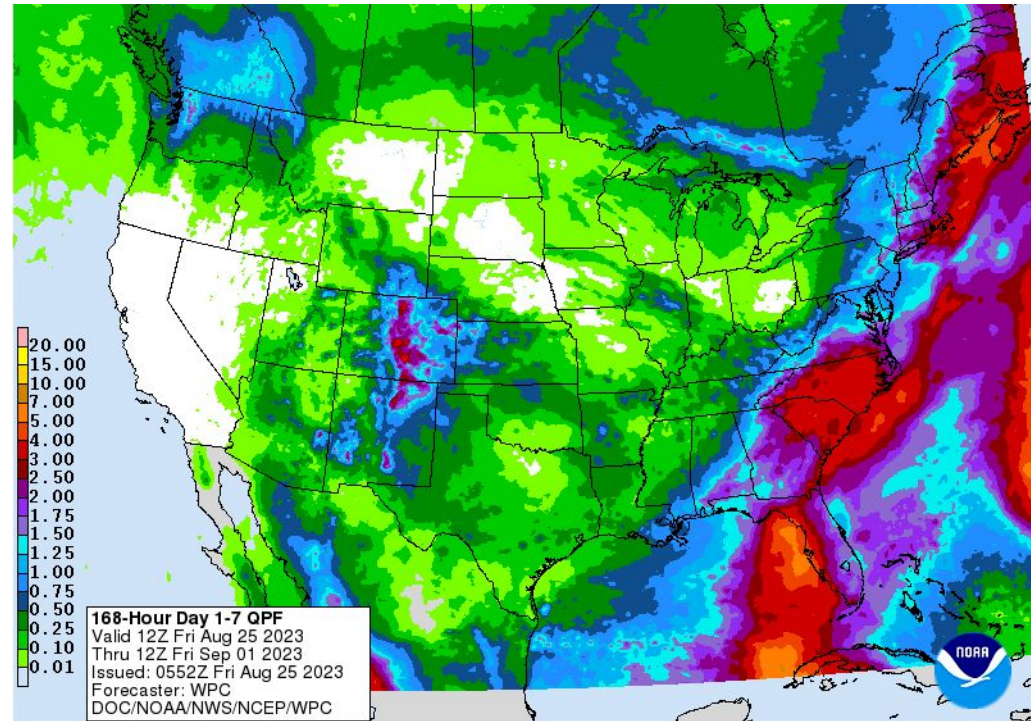 20.00
15.00
10.00
7.00
5.00
4.00
3.00
2.50
2.00
1.75
1.50
1.25
1.00
0.75
0.50
0.25
0.10
0.01
168-Hour Day 1-7 QPF
Valid 12Z Fri Aug 25 2023
Thru 12Z Fri Sep 01 2023
Issued: 0552Z Fri Aug 25 2023
Forecaster: WPC
DOC/NOAA/NWS/NCEP/WPC
NOAA